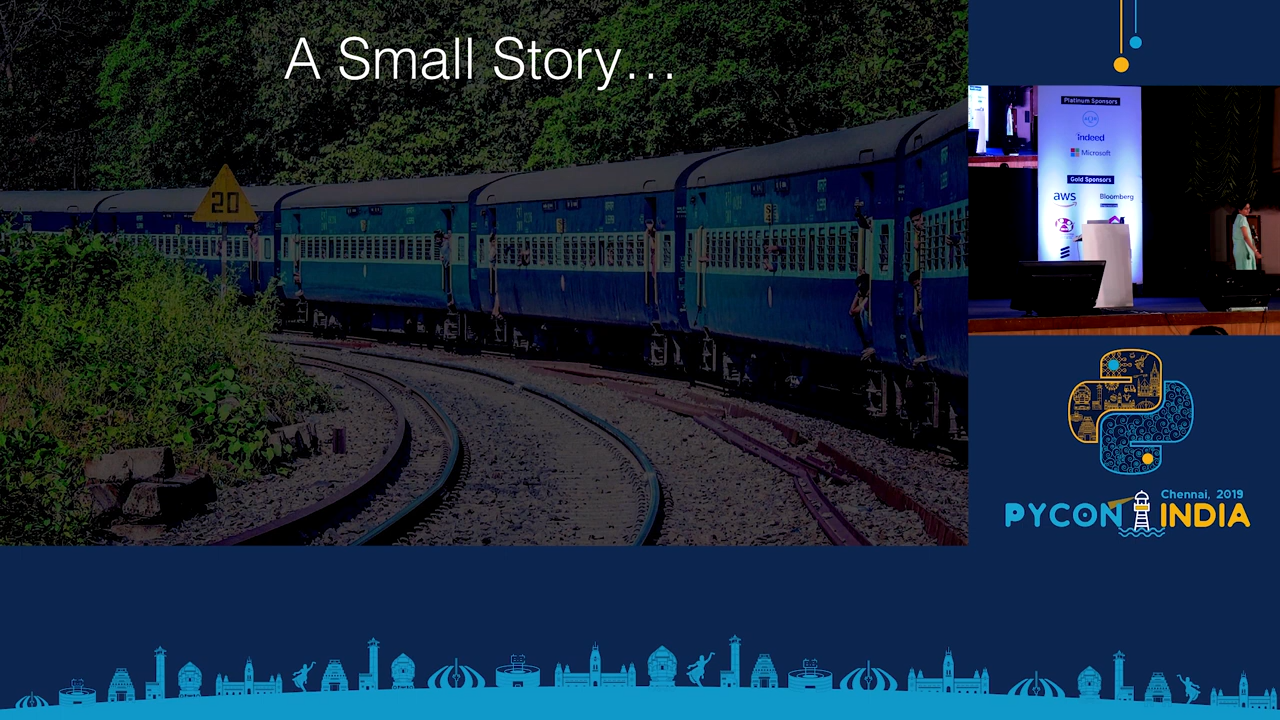 A Small Story...
20
Platinum Sponsors
indeed
Microsoft
Gold Sponsors
aws
Bloomberg
Chennai, 2019
PYCON INDIA